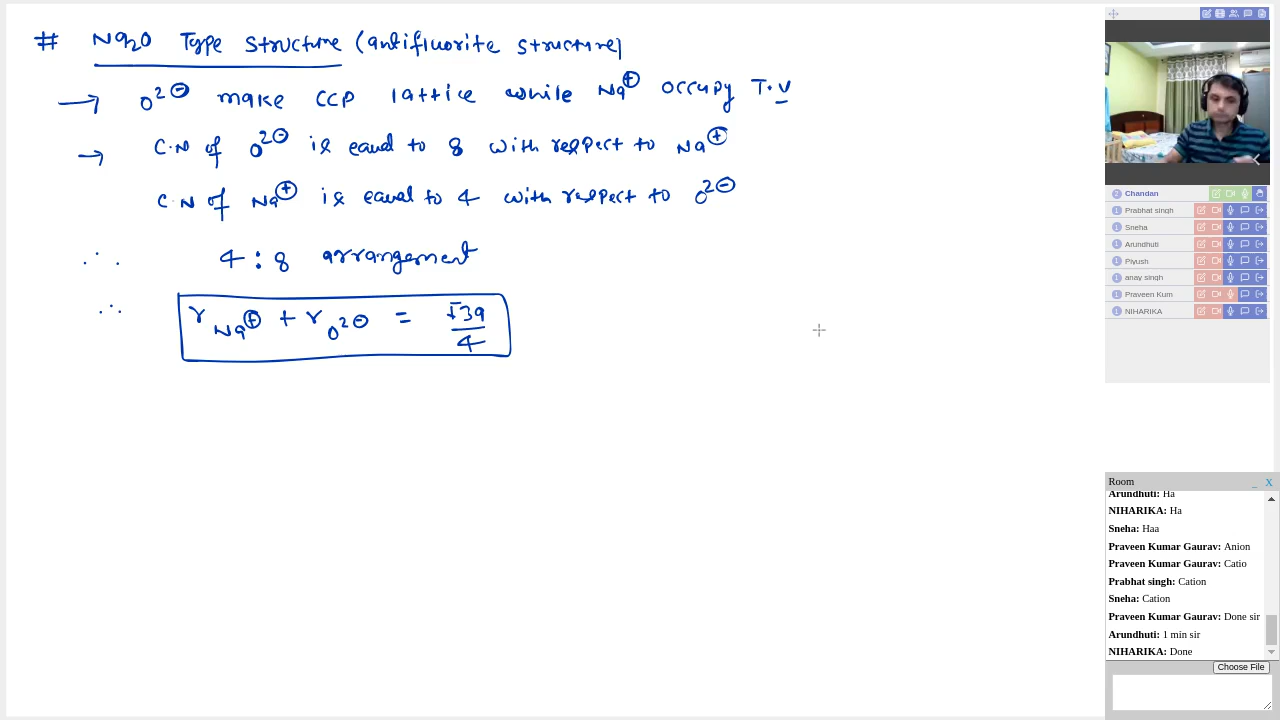 # Na2O Type structure (antifluorite structure)
→ O²⊖ make CCP lattice while Na⊕ occupy T.V
→ C.N of O²⊖ is equal to 8 with respect to Na⊕
C.N of Na⊕ is equal to 4 with respect to O²⊖
∴ 4 : 8 arrangement
∴ r Na⊕ + r O²⊖ = √3a / 4
Chandan
Prabhat singh
Sneha
Arundhuti
Piyush
anay singh
Praveen Kum
NIHARIKA
Room _ X
Arundhuti: Ha
NIHARIKA: Ha
Sneha: Haa
Praveen Kumar Gaurav: Anion
Praveen Kumar Gaurav: Catio
Prabhat singh: Cation
Sneha: Cation
Praveen Kumar Gaurav: Done sir
Arundhuti: 1 min sir
NIHARIKA: Done
Choose File